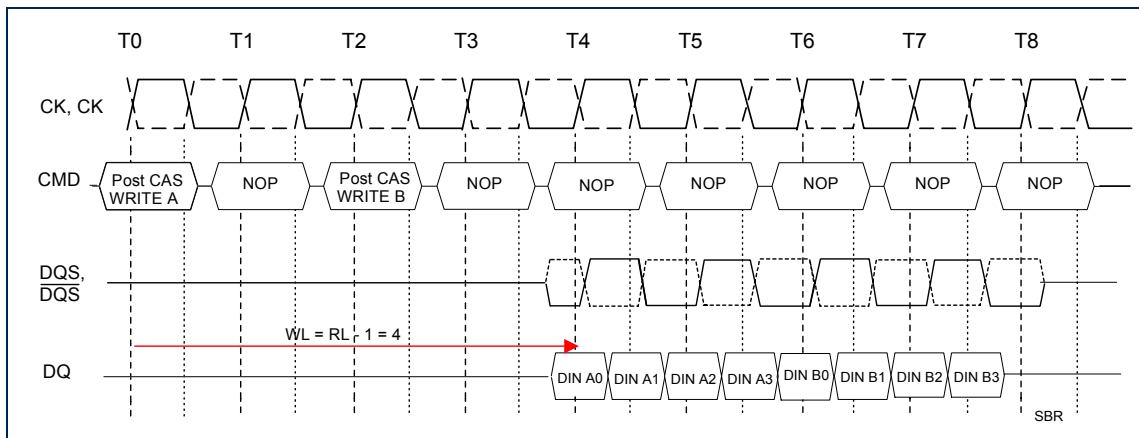 T0 T1 T2 T3 T4 T5 T6 T7 T8
CK, CK
CMD
Post CAS
WRITE A
NOP
Post CAS
WRITE B
NOP
NOP
NOP
NOP
NOP
NOP
DQS,
DQS
WL = RL - 1 = 4
DQ
DIN A0 DIN A1 DIN A2 DIN A3 DIN B0 DIN B1 DIN B2 DIN B3
SBR